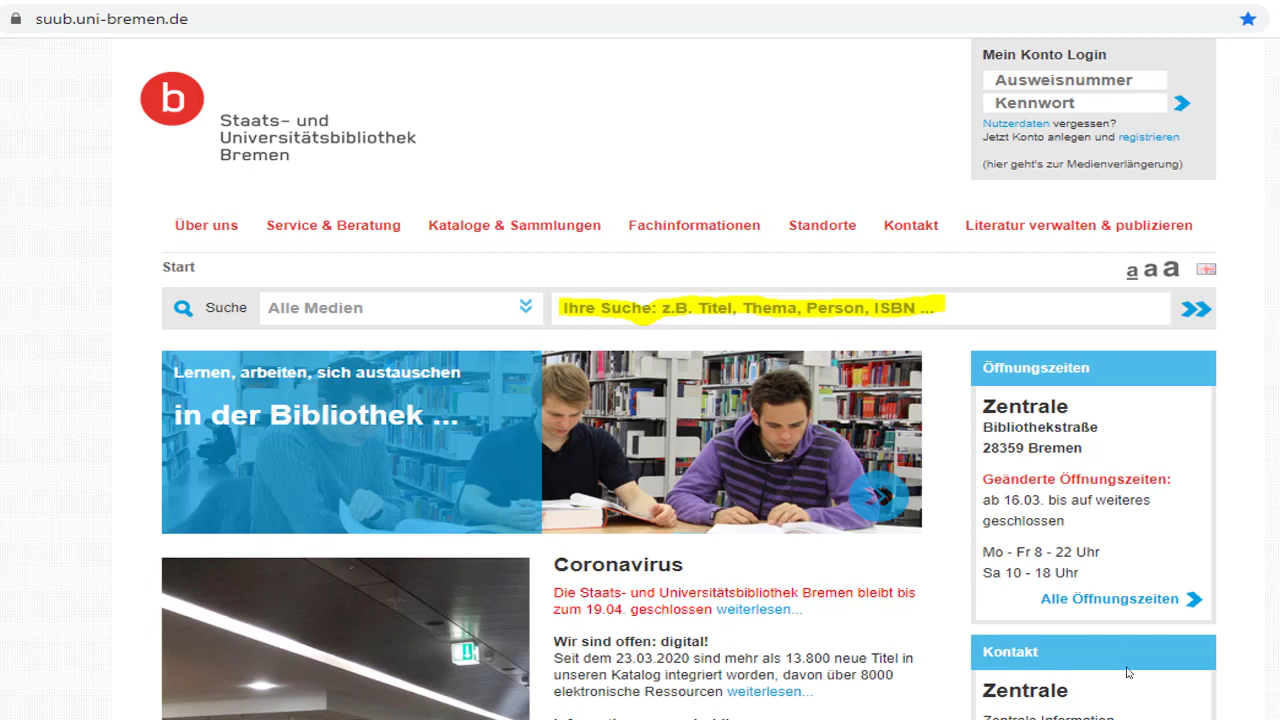 suub.uni-bremen.de
Mein Konto Login
Ausweisnummer
Kennwort
Nutzerdaten vergessen?
Jetzt Konto anlegen und registrieren
(hier geht's zur Medienverlängerung)
b
Staats- und
Universitätsbibliothek
Bremen
Über uns Service & Beratung Kataloge & Sammlungen Fachinformationen Standorte Kontakt Literatur verwalten & publizieren
Start
a a a
Suche Alle Medien Ihre Suche: z.B. Titel, Thema, Person, ISBN ...
Lernen, arbeiten, sich austauschen
in der Bibliothek ...
Öffnungszeiten
Zentrale
Bibliothekstraße
28359 Bremen
Geänderte Öffnungszeiten:
ab 16.03. bis auf weiteres
geschlossen
Mo - Fr 8 - 22 Uhr
Sa 10 - 18 Uhr
Alle Öffnungszeiten
Coronavirus
Die Staats- und Universitätsbibliothek Bremen bleibt bis
zum 19.04. geschlossen weiterlesen...
Wir sind offen: digital!
Seit dem 23.03.2020 sind mehr als 13.800 neue Titel in
unseren Katalog integriert worden, davon über 8000
elektronische Ressourcen weiterlesen...
Kontakt
Zentrale
Zentrale Information